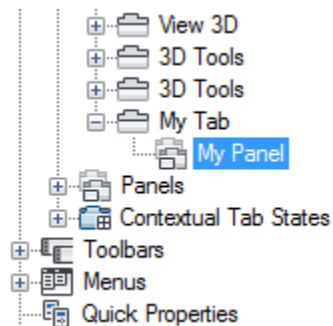 View 3D
3D Tools
3D Tools
My Tab
My Panel
Panels
Contextual Tab States
Toolbars
Menus
Quick Properties